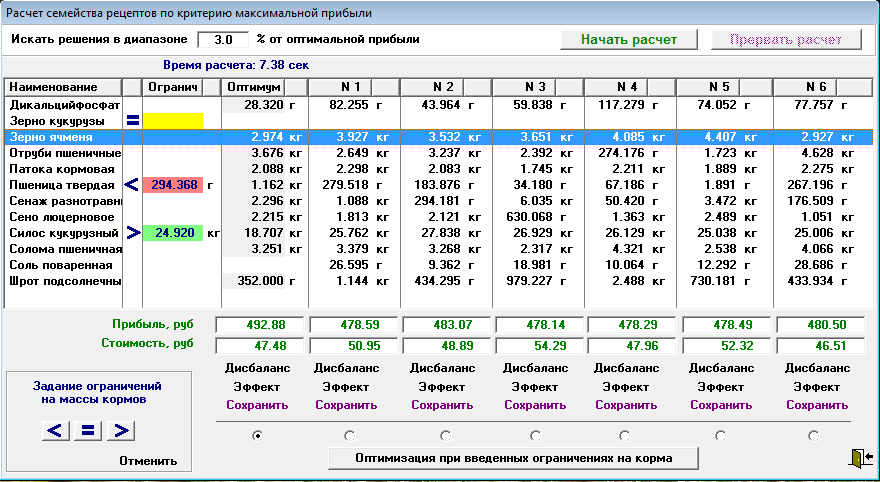 Расчет семейства рецептов по критерию максимальной прибыли
Искать решения в диапазоне 3.0 % от оптимальной прибыли Начать расчет Прервать расчет
Время расчета: 7.38 сек
Наименование Огранич Оптимум N 1 N 2 N 3 N 4 N 5 N 6
Дикальцийфосфат 28.320 г 82.255 г 43.964 г 59.838 г 117.279 г 74.052 г 77.757 г
Зерно кукурузы =
Зерно ячменя 2.974 кг 3.927 кг 3.532 кг 3.651 кг 4.085 кг 4.407 кг 2.927 кг
Отруби пшеничные 3.676 кг 2.649 кг 3.237 кг 2.392 кг 274.176 г 1.723 кг 4.628 кг
Патока кормовая 2.088 кг 2.298 кг 2.083 кг 1.745 кг 2.211 кг 1.889 кг 2.275 кг
Пшеница твердая < 294.368 г 1.162 кг 279.518 г 183.876 г 34.180 г 67.186 г 1.891 г 267.196 г
Сенаж разнотравн 2.296 кг 1.088 кг 294.181 г 6.035 кг 50.420 г 3.472 кг 176.509 г
Сено люцерновое 2.215 кг 1.813 кг 2.121 кг 630.068 г 1.363 кг 2.489 кг 1.051 кг
Силос кукурузный > 24.920 кг 18.707 кг 25.762 кг 27.838 кг 26.929 кг 26.129 кг 25.038 кг 25.006 кг
Солома пшеничная 3.251 кг 3.379 кг 3.268 кг 2.317 кг 4.321 кг 2.538 кг 4.066 кг
Соль поваренная 26.595 г 9.362 г 18.981 г 10.064 г 12.292 г 28.686 г
Шрот подсолнечны 352.000 г 1.144 кг 434.295 г 979.227 г 2.488 кг 730.181 г 433.934 г
Прибыль, руб 492.88 478.59 483.07 478.14 478.29 478.49 480.50
Стоимость, руб 47.48 50.95 48.89 54.29 47.96 52.32 46.51
Дисбаланс Дисбаланс Дисбаланс Дисбаланс Дисбаланс Дисбаланс Дисбаланс
Эффект Эффект Эффект Эффект Эффект Эффект Эффект
Сохранить Сохранить Сохранить Сохранить Сохранить Сохранить Сохранить
Задание ограничений
на массы кормов
< = >
Отменить
Оптимизация при введенных ограничениях на корма